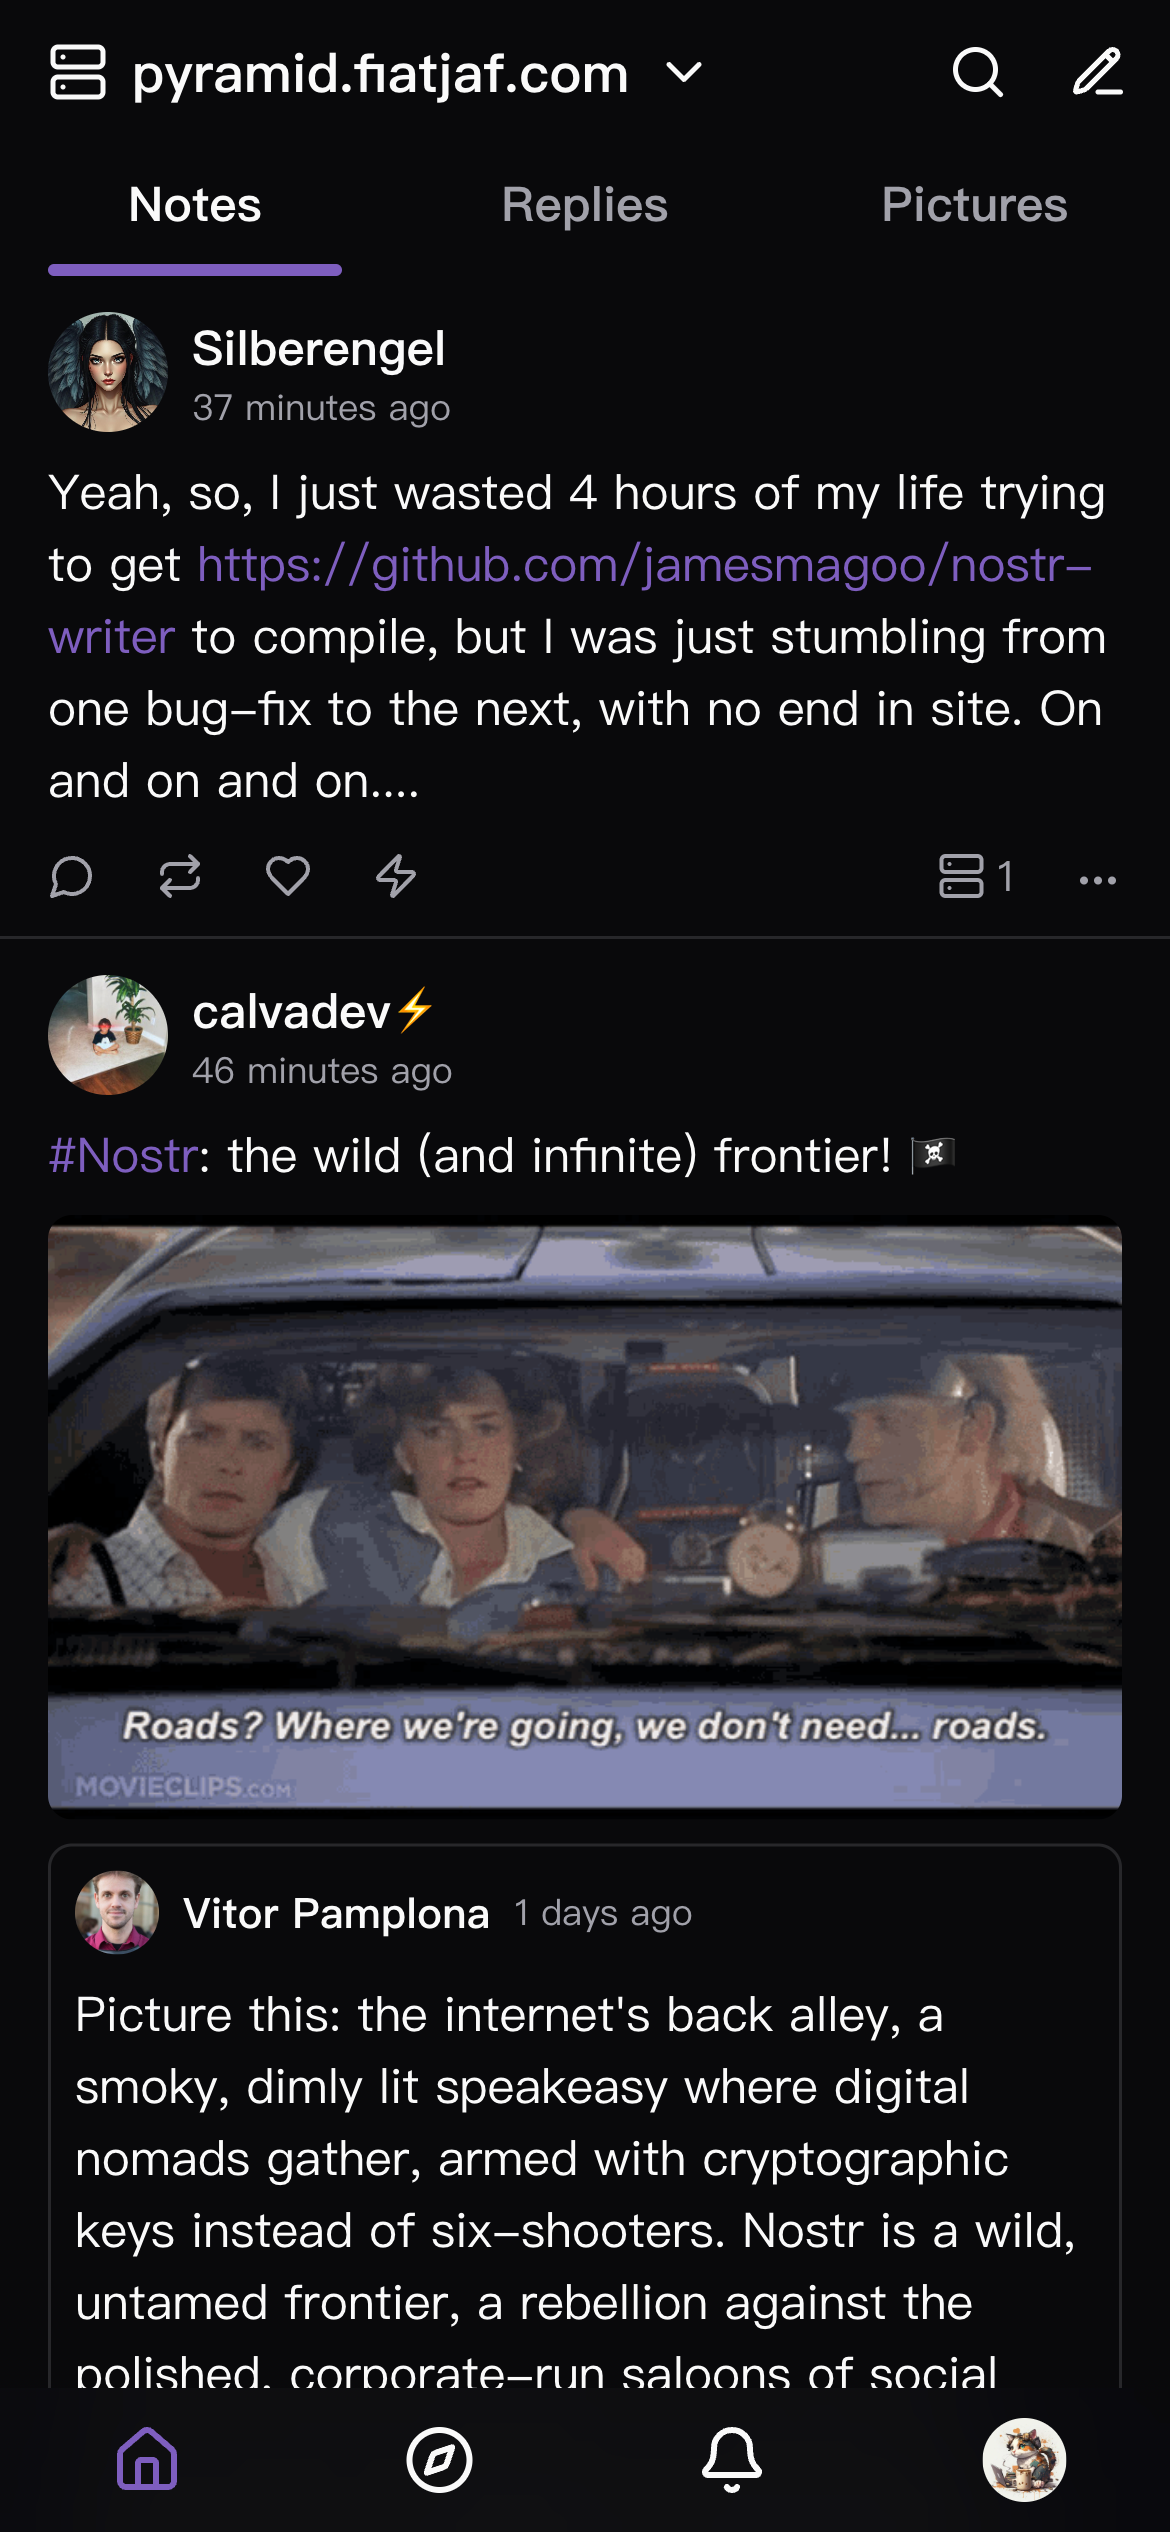 pyramid.fiatjaf.com
Notes Replies Pictures
Silberengel
37 minutes ago
Yeah, so, I just wasted 4 hours of my life trying
to get https://github.com/jamesmagoo/nostr-
writer to compile, but I was just stumbling from
one bug-fix to the next, with no end in site. On
and on and on....
1
calvadev⚡
46 minutes ago
#Nostr: the wild (and infinite) frontier! 🏴‍☠️
Roads? Where we're going, we don't need... roads.
MOVIECLIPS.COM
Vitor Pamplona 1 days ago
Picture this: the internet's back alley, a
smoky, dimly lit speakeasy where digital
nomads gather, armed with cryptographic
keys instead of six-shooters. Nostr is a wild,
untamed frontier, a rebellion against the
polished, corporate-run saloons of social